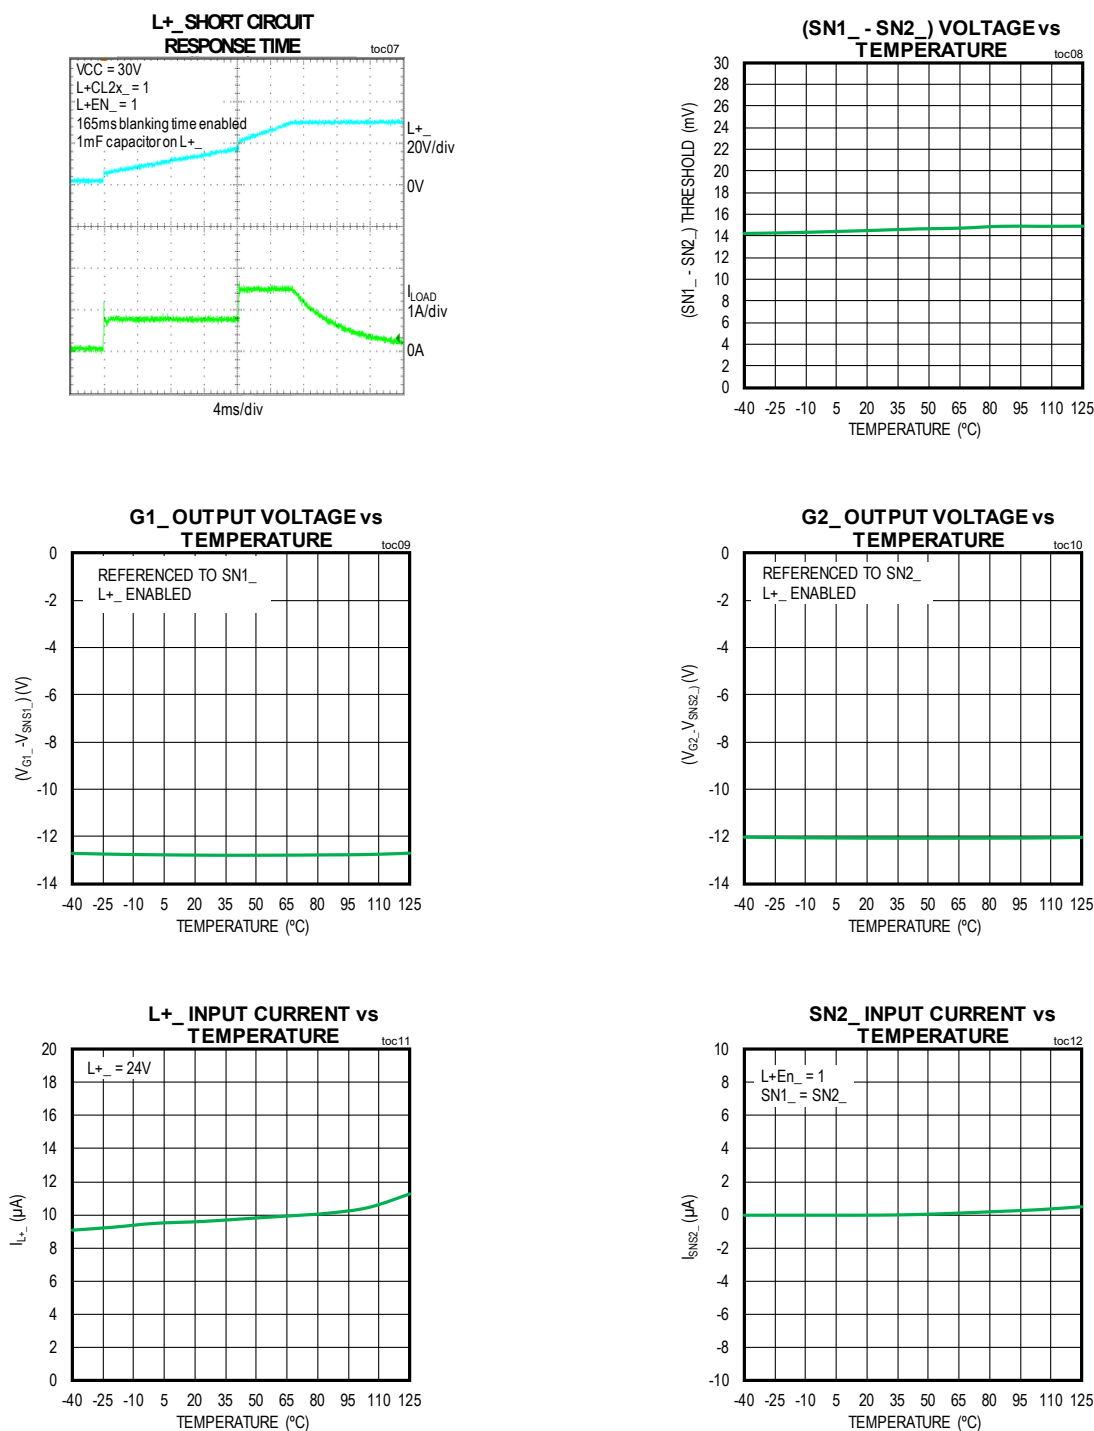 L+_ SHORT CIRCUIT
RESPONSE TIME
toc07
VCC = 30V
L+CL2x_ = 1
L+EN_ = 1
165ms blanking time enabled
1mF capacitor on L+_
L+_
20V/div
0V
ILOAD
1A/div
0A
4ms/div
(SN1_ - SN2_) VOLTAGE vs
TEMPERATURE
toc08
(SN1_ - SN2_) THRESHOLD (mV)
30
28
26
24
22
20
18
16
14
12
10
8
6
4
2
0
-40 -25 -10 5 20 35 50 65 80 95 110 125
TEMPERATURE (ºC)
G1_ OUTPUT VOLTAGE vs
TEMPERATURE
toc09
REFERENCED TO SN1_
L+_ ENABLED
(VG1_-VSNS1_) (V)
0
-2
-4
-6
-8
-10
-12
-14
-40 -25 -10 5 20 35 50 65 80 95 110 125
TEMPERATURE (ºC)
G2_ OUTPUT VOLTAGE vs
TEMPERATURE
toc10
REFERENCED TO SN2_
L+_ ENABLED
(VG2_-VSNS2_) (V)
0
-2
-4
-6
-8
-10
-12
-14
-40 -25 -10 5 20 35 50 65 80 95 110 125
TEMPERATURE (ºC)
L+_ INPUT CURRENT vs
TEMPERATURE
toc11
L+_ = 24V
IL+_ (µA)
20
18
16
14
12
10
8
6
4
2
0
-40 -25 -10 5 20 35 50 65 80 95 110 125
TEMPERATURE (ºC)
SN2_ INPUT CURRENT vs
TEMPERATURE
toc12
L+En_ = 1
SN1_ = SN2_
ISNS2_ (µA)
10
8
6
4
2
0
-2
-4
-6
-8
-10
-40 -25 -10 5 20 35 50 65 80 95 110 125
TEMPERATURE (ºC)